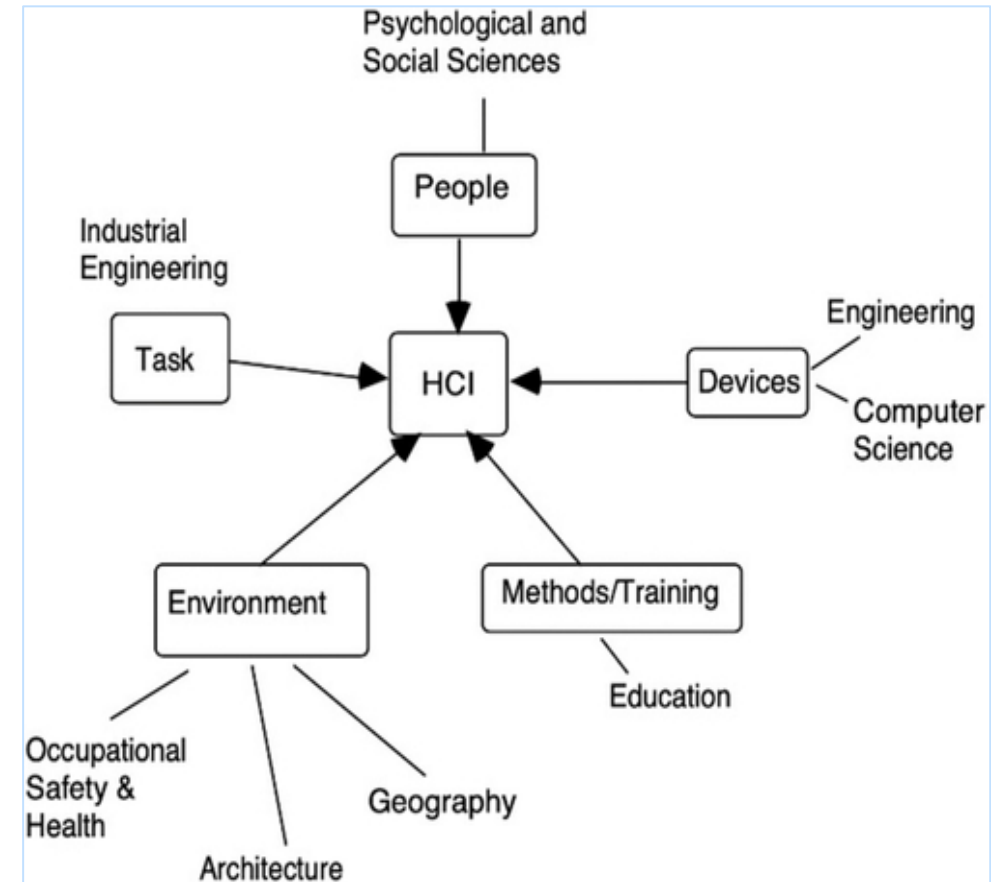 Psychological and
Social Sciences
People
Industrial
Engineering
Task
HCI
Devices
Engineering
Computer
Science
Environment
Methods/Training
Education
Occupational
Safety &
Health
Geography
Architecture